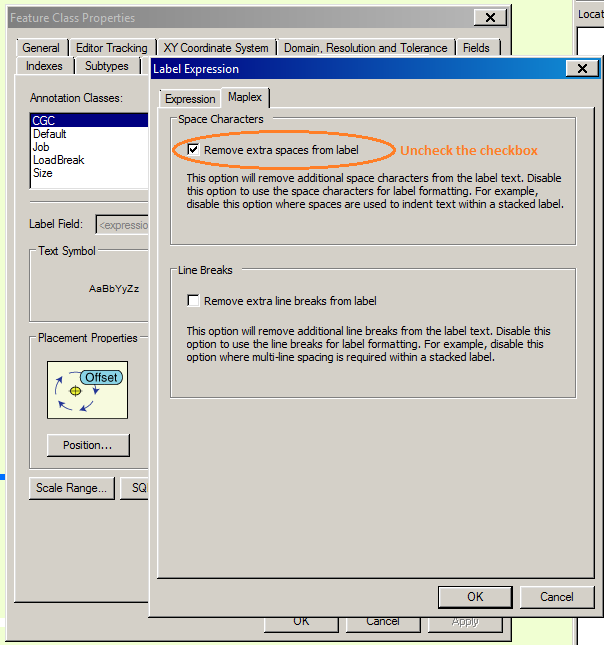 Feature Class Properties
Locat
General
Editor Tracking
XY Coordinate System
Domain, Resolution and Tolerance
Fields
Indexes
Subtypes
Label Expression
Annotation Classes:
CGC
Default
Job
LoadBreak
Size
Label Field:
<expressio
Text Symbol
AaBbYyZz
Placement Properties
Offset
Position...
Scale Range...
SQ
Expression
Maplex
Space Characters
Remove extra spaces from label
Uncheck the checkbox
This option will remove additional space characters from the label text. Disable
this option to use the space characters for label formatting. For example,
disable this option where spaces are used to indent text within a stacked label.
Line Breaks
Remove extra line breaks from label
This option will remove additional line breaks from the label text. Disable this
option to use the line breaks for label formatting. For example, disable this
option where multi-line spacing is required within a stacked label.
OK
Cancel
OK
Cancel
Apply